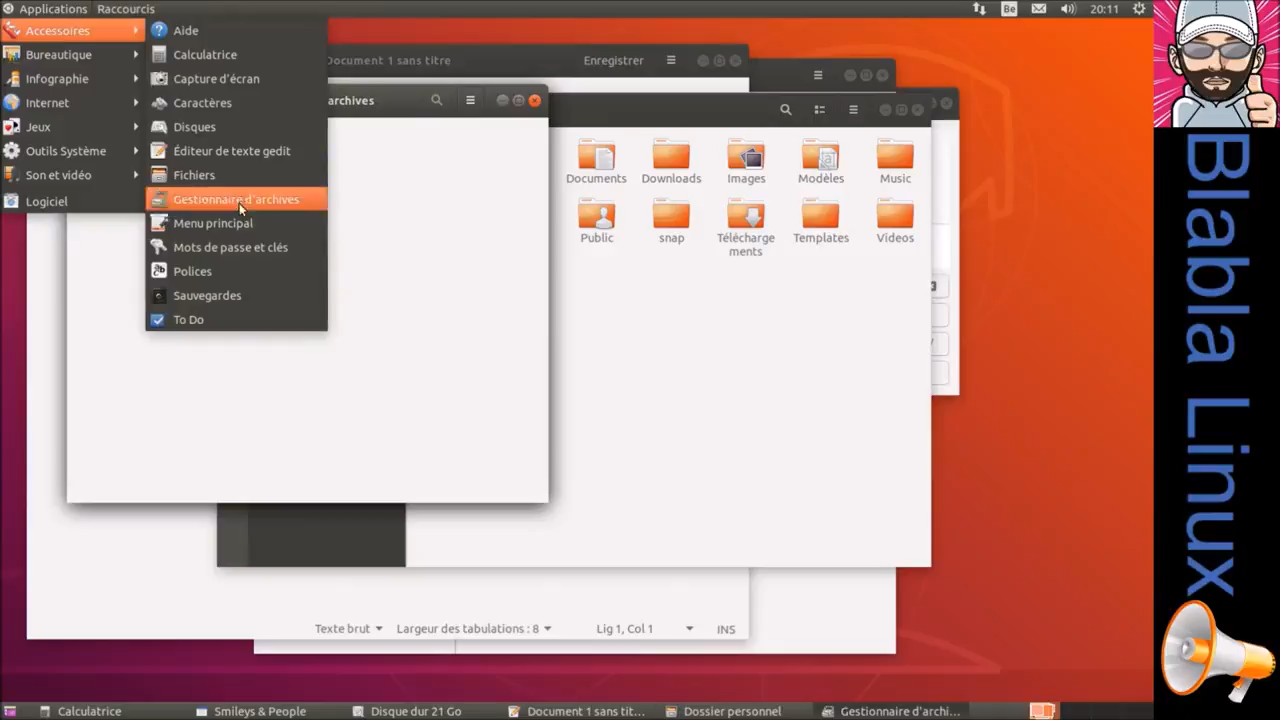 Applications Raccourcis
Be
20:11
Accessoires
Bureautique
Infographie
Internet
Jeux
Outils Système
Son et vidéo
Logiciel
Aide
Calculatrice
Capture d'écran
Caractères
Disques
Éditeur de texte gedit
Fichiers
Gestionnaire d'archives
Menu principal
Mots de passe et clés
Polices
Sauvegardes
To Do
Document 1 sans titre
Enregistrer
archives
Documents
Downloads
Images
Modèles
Music
Public
snap
Télécharge
ments
Templates
Videos
Texte brut
Largeur des tabulations : 8
Lig 1, Col 1
INS
Calculatrice
Smileys & People
Disque dur 21 Go
Document 1 sans tit...
Dossier personnel
Gestionnaire d'archi...
Blabla Linux